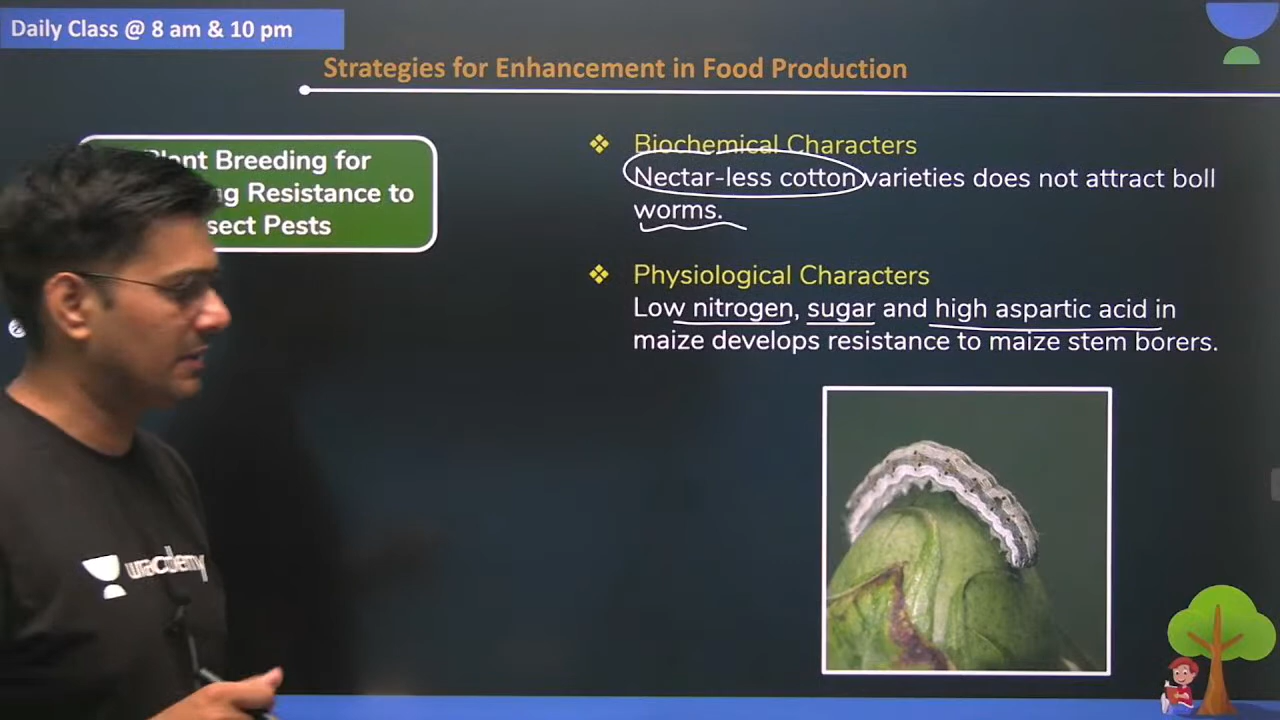 Daily Class @ 8 am & 10 pm
Strategies for Enhancement in Food Production
Plant Breeding for
Resistance to
Pests
Biochemical Characters
Nectar-less cotton varieties does not attract boll
worms.
Physiological Characters
Low nitrogen, sugar and high aspartic acid in
maize develops resistance to maize stem borers.
unacademy